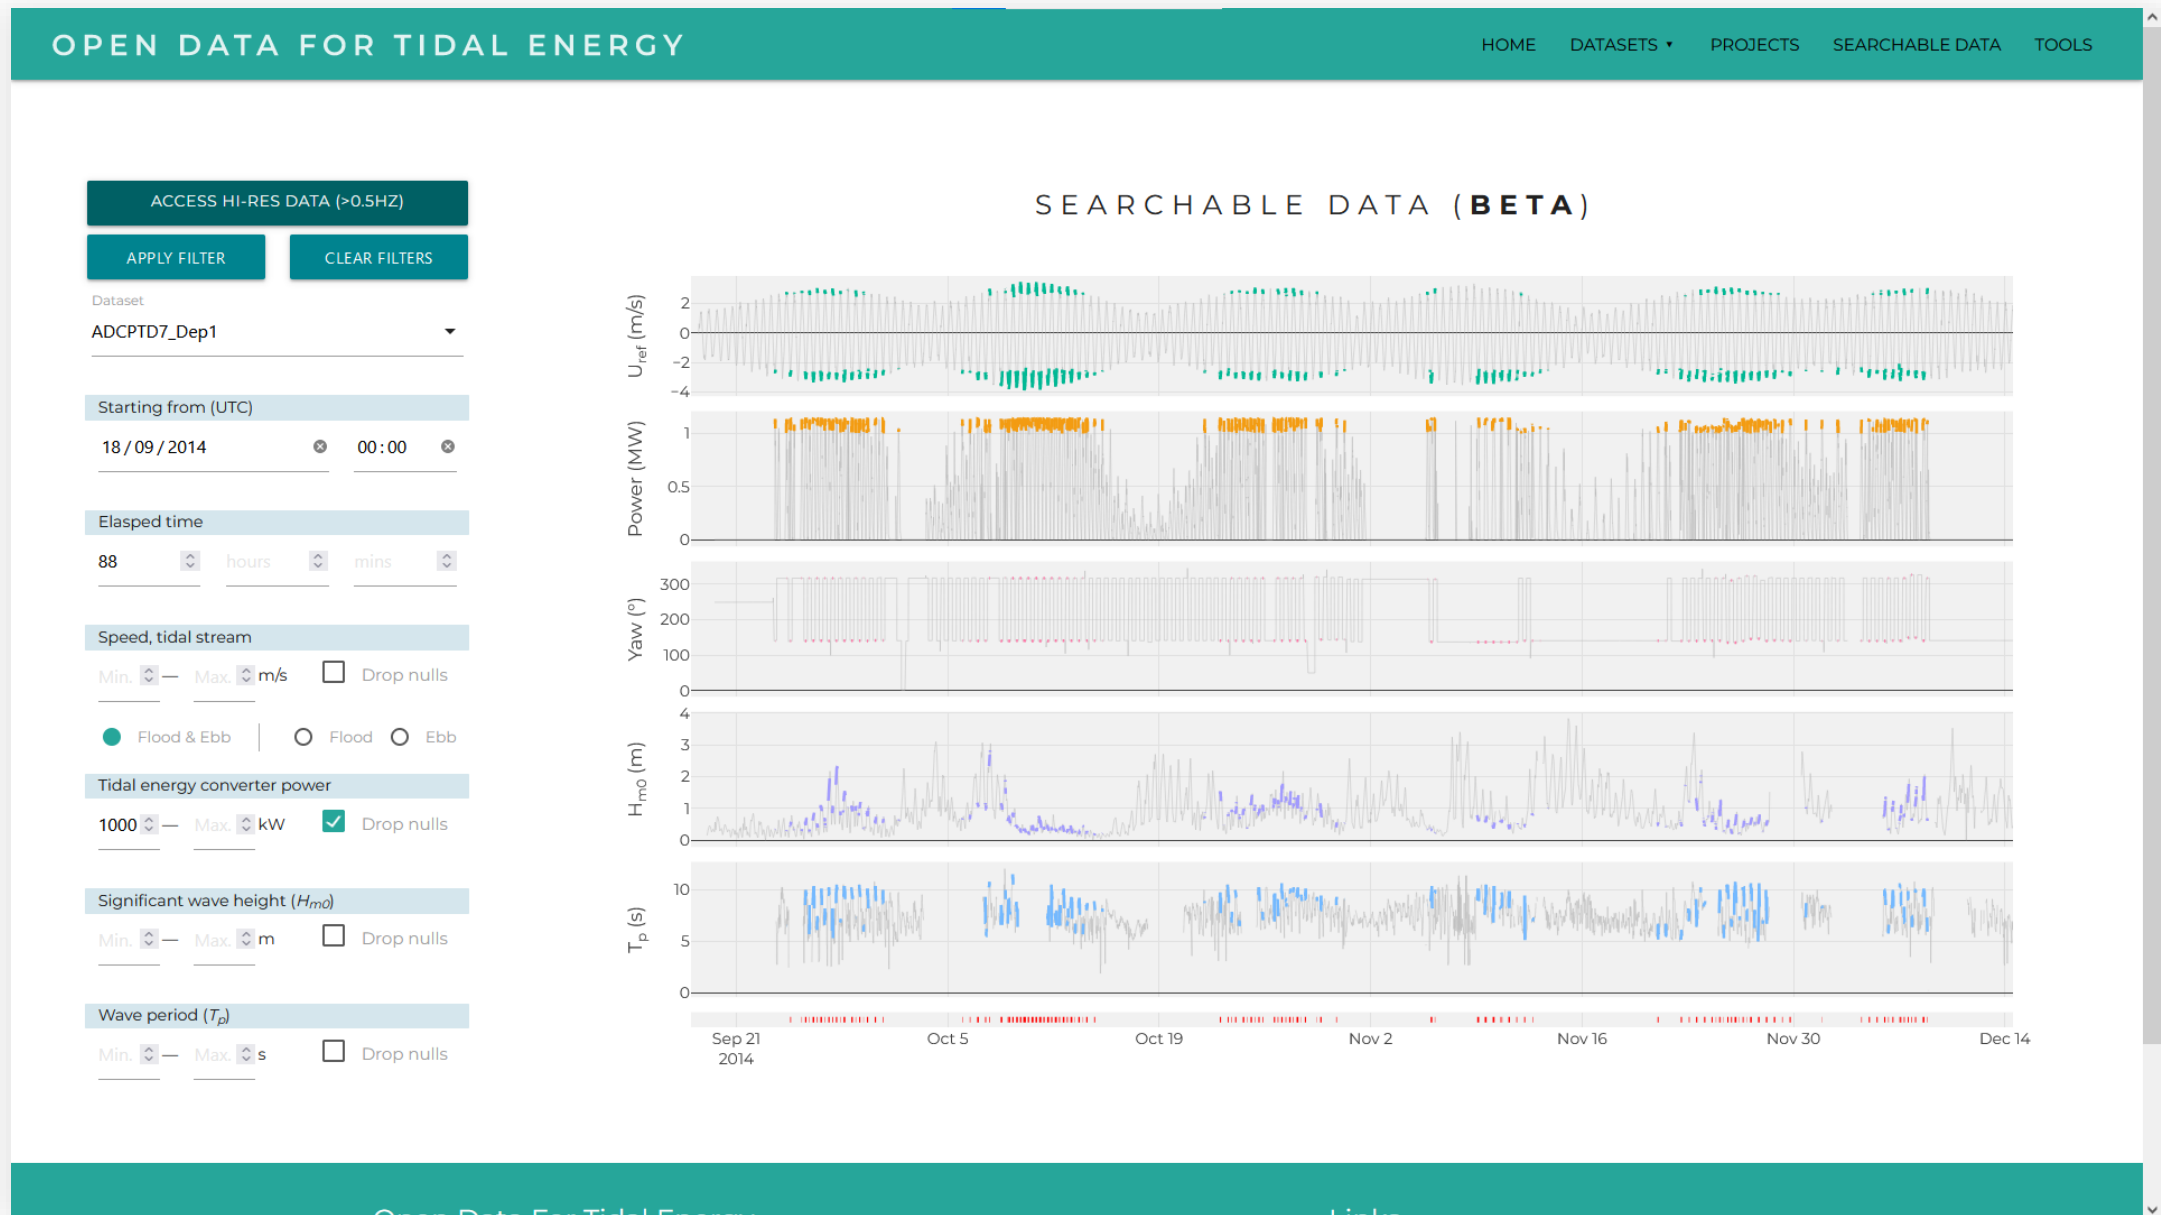 OPEN DATA FOR TIDAL ENERGY
HOME DATASETS ▼ PROJECTS SEARCHABLE DATA TOOLS
ACCESS HI-RES DATA (>0.5HZ)
APPLY FILTER CLEAR FILTERS
Dataset
ADCPTD7_Dep1
Starting from (UTC)
18/09/2014 00:00
Elasped time
88 hours mins
Speed, tidal stream
Min. — Max. m/s Drop nulls
Flood & Ebb Flood Ebb
Tidal energy converter power
1000 — Max. kW Drop nulls
Significant wave height (Hm0)
Min. — Max. m Drop nulls
Wave period (Tp)
Min. — Max. s Drop nulls
SEARCHABLE DATA (BETA)
Uref (m/s)
2
0
−2
−4
Power (MW)
1
0.5
0
Yaw (°)
300
200
100
0
Hm0 (m)
4
3
2
1
0
Tp (s)
10
5
0
Sep 21 Oct 5 Oct 19 Nov 2 Nov 16 Nov 30 Dec 14
2014
Open Data For Tidal Energy Links